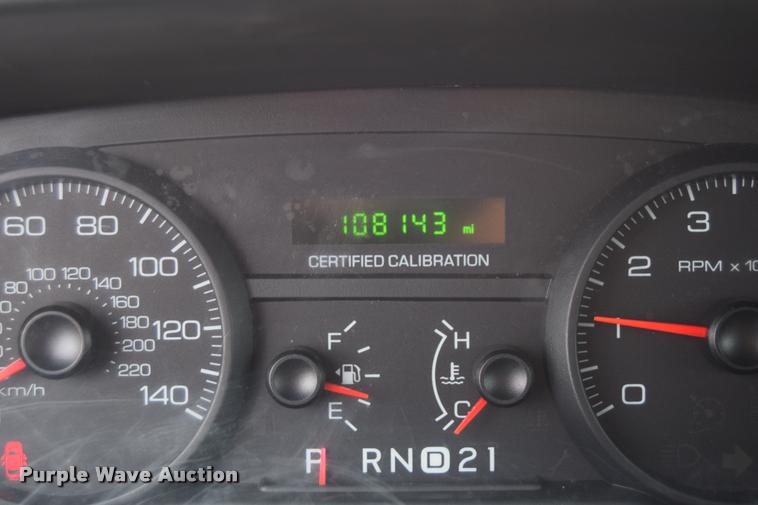 108143 mi
CERTIFIED CALIBRATION
60 80 100 120 140
80 100 120 140 160 180 200 220
km/h
F
E
H
C
0 1 2 3
RPM x 10
P R N D 2 1
Purple Wave Auction